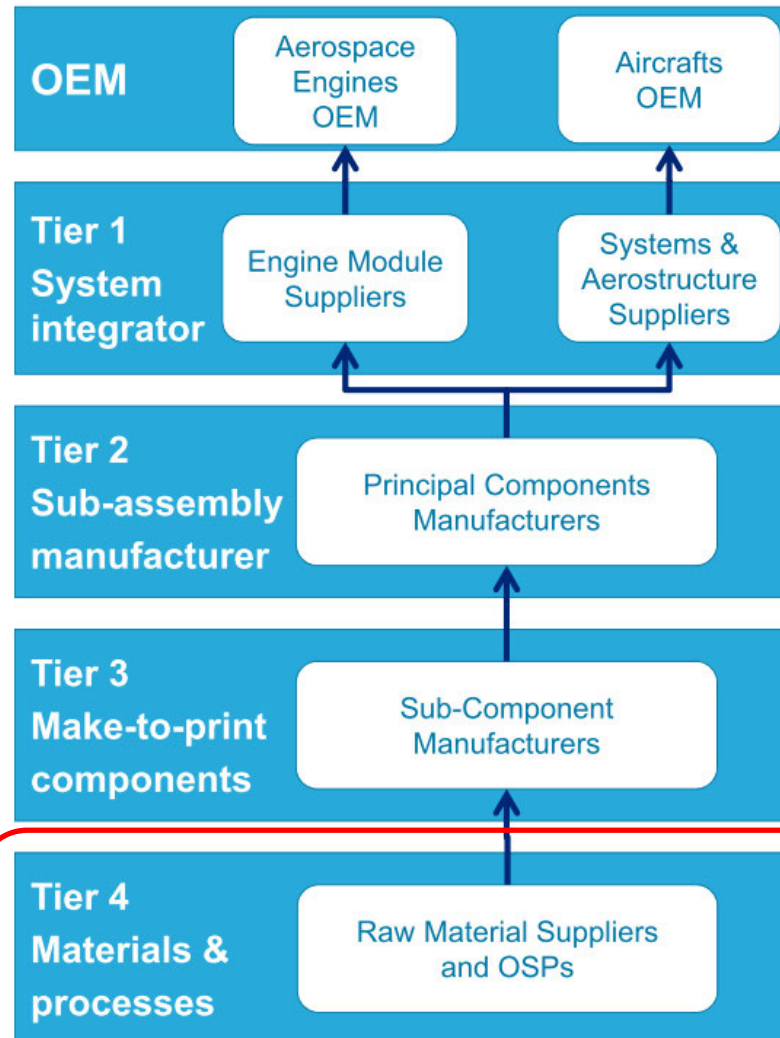 OEM
Aerospace
Engines
OEM
Aircrafts
OEM
Tier 1
System
integrator
Engine Module
Suppliers
Systems &
Aerostructure
Suppliers
Tier 2
Sub-assembly
manufacturer
Principal Components
Manufacturers
Tier 3
Make-to-print
components
Sub-Component
Manufacturers
Tier 4
Materials &
processes
Raw Material Suppliers
and OSPs